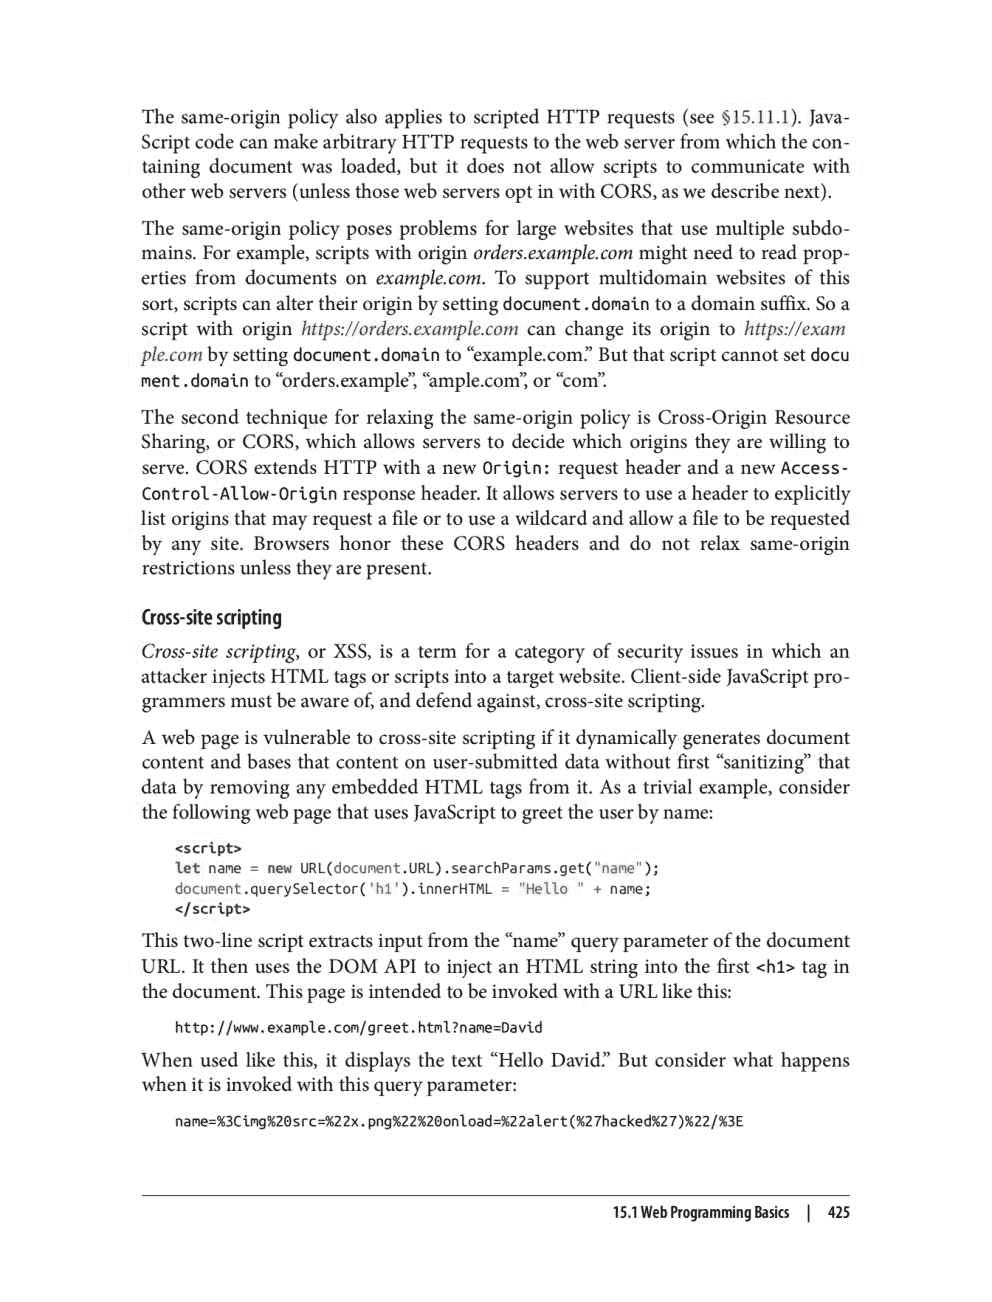 The same-origin policy also applies to scripted HTTP requests (see §15.11.1). Java-
Script code can make arbitrary HTTP requests to the web server from which the con-
taining document was loaded, but it does not allow scripts to communicate with
other web servers (unless those web servers opt in with CORS, as we describe next).
The same-origin policy poses problems for large websites that use multiple subdo-
mains. For example, scripts with origin orders.example.com might need to read prop-
erties from documents on example.com. To support multidomain websites of this
sort, scripts can alter their origin by setting document.domain to a domain suffix. So a
script with origin https://orders.example.com can change its origin to https://exam
ple.com by setting document.domain to “example.com.” But that script cannot set docu
ment.domain to “orders.example”, “ample.com”, or “com”.
The second technique for relaxing the same-origin policy is Cross-Origin Resource
Sharing, or CORS, which allows servers to decide which origins they are willing to
serve. CORS extends HTTP with a new Origin: request header and a new Access-
Control-Allow-Origin response header. It allows servers to use a header to explicitly
list origins that may request a file or to use a wildcard and allow a file to be requested
by any site. Browsers honor these CORS headers and do not relax same-origin
restrictions unless they are present.
Cross-site scripting
Cross-site scripting, or XSS, is a term for a category of security issues in which an
attacker injects HTML tags or scripts into a target website. Client-side JavaScript pro-
grammers must be aware of, and defend against, cross-site scripting.
A web page is vulnerable to cross-site scripting if it dynamically generates document
content and bases that content on user-submitted data without first “sanitizing” that
data by removing any embedded HTML tags from it. As a trivial example, consider
the following web page that uses JavaScript to greet the user by name:
<script>
let name = new URL(document.URL).searchParams.get("name");
document.querySelector('h1').innerHTML = "Hello " + name;
</script>
This two-line script extracts input from the “name” query parameter of the document
URL. It then uses the DOM API to inject an HTML string into the first <h1> tag in
the document. This page is intended to be invoked with a URL like this:
http://www.example.com/greet.html?name=David
When used like this, it displays the text “Hello David.” But consider what happens
when it is invoked with this query parameter:
name=%3Cimg%20src=%22x.png%22%20onload=%22alert(%27hacked%27)%22/%3E
15.1 Web Programming Basics | 425